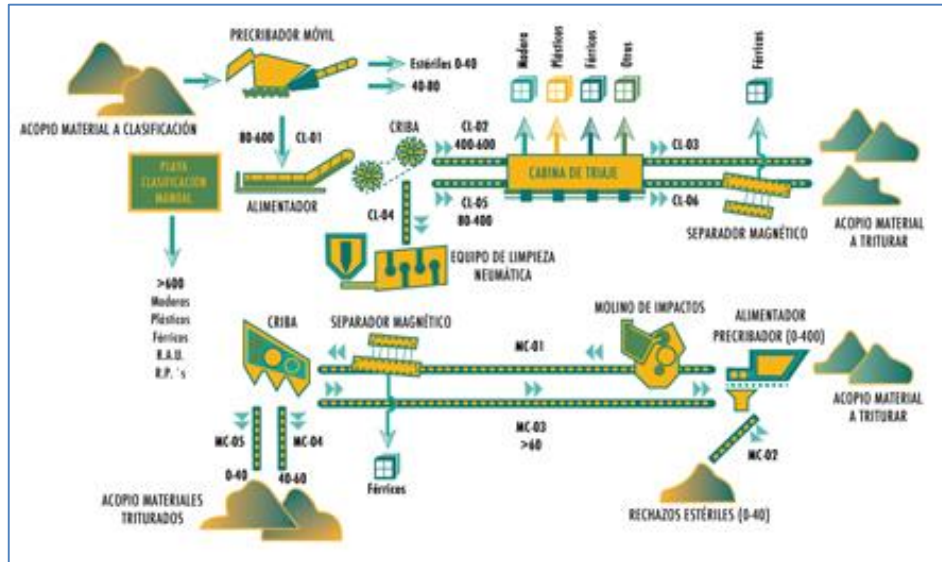 PRECRIBADOR MÓVIL
Estériles 0-40
40-80
ACOPIO MATERIAL A CLASIFICACIÓN
80-600
CL-01
ALIMENTADOR
PLAYA
CLASIFICACIÓN
MANUAL
>600
Maderas
Plásticos
Férricos
R.A.U.
R.P.´s
CRIBA
CL-02
400-600
Madera
Plásticos
Férricos
Otros
CABINA DE TRIAJE
CL-05
80-400
CL-03
CL-06
Férricos
SEPARADOR MAGNÉTICO
ACOPIO MATERIAL
A TRITURAR
CL-04
EQUIPO DE LIMPIEZA
NEUMÁTICA
CRIBA
SEPARADOR MAGNÉTICO
MC-01
MOLINO DE IMPACTOS
ALIMENTADOR
PRECRIBADOR (0-400)
ACOPIO MATERIAL
A TRITURAR
MC-03
>60
MC-02
RECHAZOS ESTÉRILES (0-40)
MC-05
MC-04
0-40
40-60
Férricos
ACOPIO MATERIALES
TRITURADOS